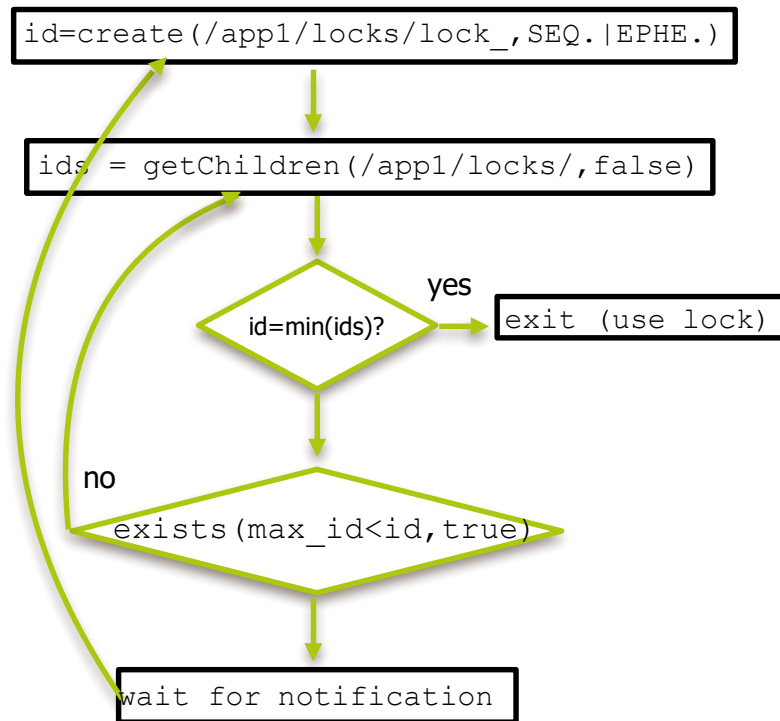 id=create(/app1/locks/lock_,SEQ.|EPHE.)
ids = getChildren(/app1/locks/,false)
yes
id=min(ids)?
exit (use lock)
no
exists(max_id<id,true)
wait for notification